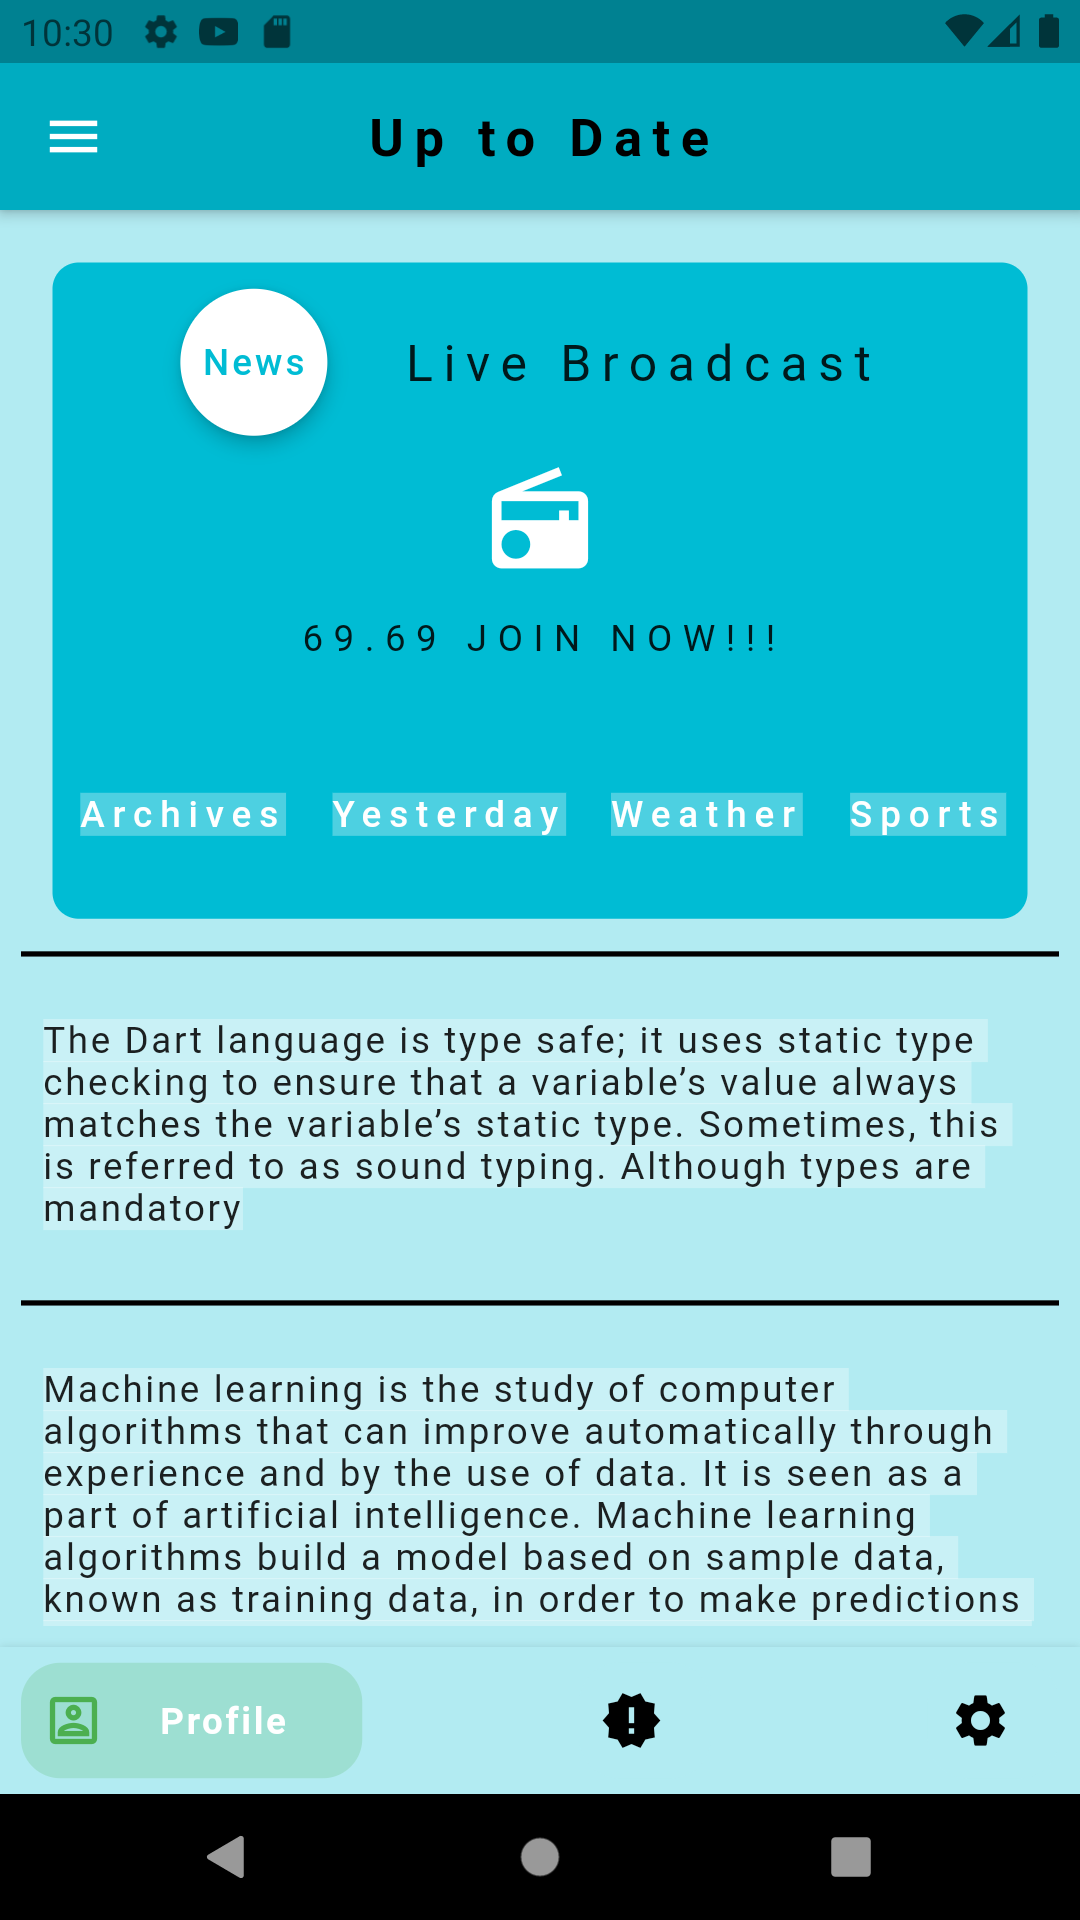 10:30
Up to Date
News
Live Broadcast
69.69 JOIN NOW!!!
Archives Yesterday Weather Sports
The Dart language is type safe; it uses static type
checking to ensure that a variable’s value always
matches the variable’s static type. Sometimes, this
is referred to as sound typing. Although types are
mandatory
Machine learning is the study of computer
algorithms that can improve automatically through
experience and by the use of data. It is seen as a
part of artificial intelligence. Machine learning
algorithms build a model based on sample data,
known as training data, in order to make predictions
Profile